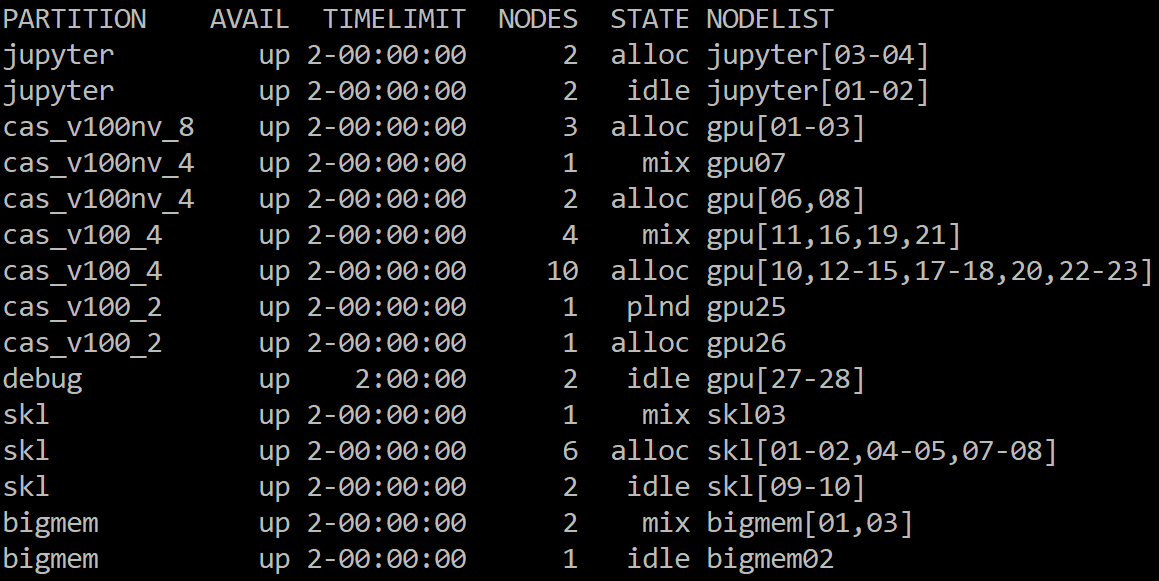 PARTITION    AVAIL  TIMELIMIT  NODES  STATE NODELIST
jupyter         up 2-00:00:00      2  alloc jupyter[03-04]
jupyter         up 2-00:00:00      2   idle jupyter[01-02]
cas_v100nv_8    up 2-00:00:00      3  alloc gpu[01-03]
cas_v100nv_4    up 2-00:00:00      1    mix gpu07
cas_v100nv_4    up 2-00:00:00      2  alloc gpu[06,08]
cas_v100_4      up 2-00:00:00      4    mix gpu[11,16,19,21]
cas_v100_4      up 2-00:00:00     10  alloc gpu[10,12-15,17-18,20,22-23]
cas_v100_2      up 2-00:00:00      1   plnd gpu25
cas_v100_2      up 2-00:00:00      1  alloc gpu26
debug           up    2:00:00      2   idle gpu[27-28]
skl             up 2-00:00:00      1    mix skl03
skl             up 2-00:00:00      6  alloc skl[01-02,04-05,07-08]
skl             up 2-00:00:00      2   idle skl[09-10]
bigmem          up 2-00:00:00      2    mix bigmem[01,03]
bigmem          up 2-00:00:00      1   idle bigmem02